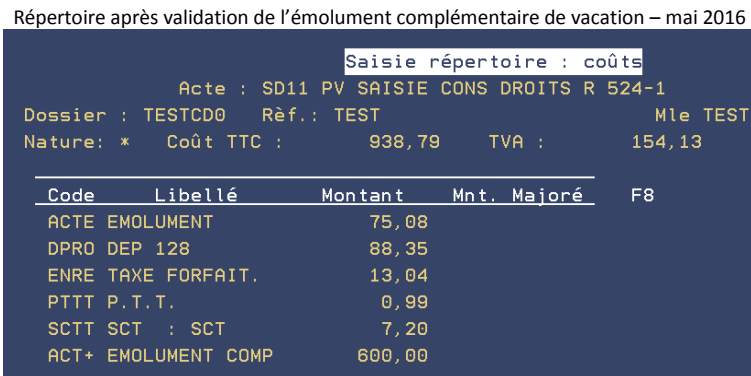 Répertoire après validation de l’émolument complémentaire de vacation – mai 2016
Saisie répertoire : coûts
Acte : SD11 PV SAISIE CONS DROITS R 524-1
Dossier : TESTCD0 Rèf.: TEST Mle TEST
Nature: * Coût TTC : 938,79 TVA : 154,13
Code Libellé Montant Mnt. Majoré F8
ACTE EMOLUMENT 75,08
DPRO DEP 128 88,35
ENRE TAXE FORFAIT. 13,04
PTTT P.T.T. 0,99
SCTT SCT : SCT 7,20
ACT+ EMOLUMENT COMP 600,00